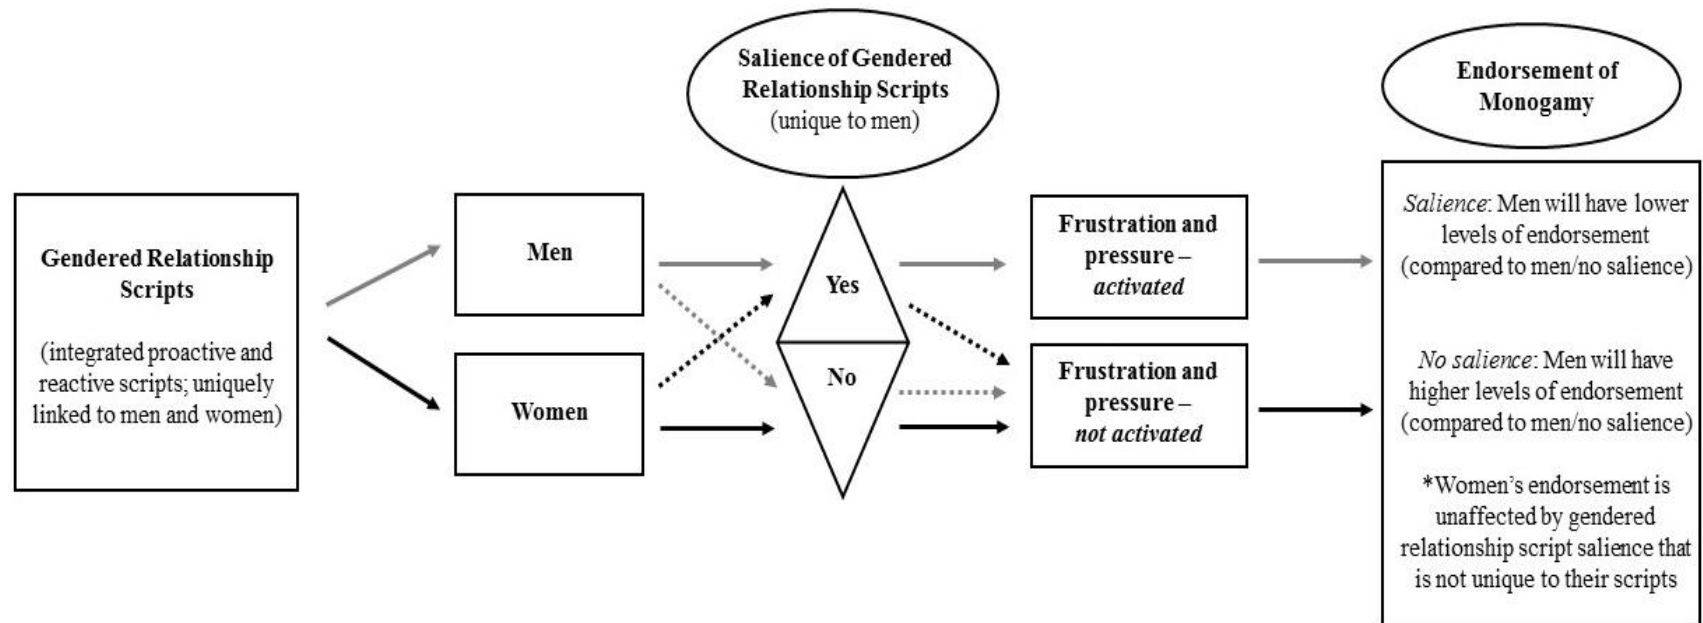 Gendered Relationship
Scripts
(integrated proactive and
reactive scripts; uniquely
linked to men and women)
Men
Women
Salience of Gendered
Relationship Scripts
(unique to men)
Yes
No
Frustration and
pressure –
activated
Frustration and
pressure –
not activated
Endorsement of
Monogamy
Salience: Men will have lower
levels of endorsement
(compared to men/no salience)
No salience: Men will have
higher levels of endorsement
(compared to men/no salience)
*Women’s endorsement is
unaffected by gendered
relationship script salience that
is not unique to their scripts